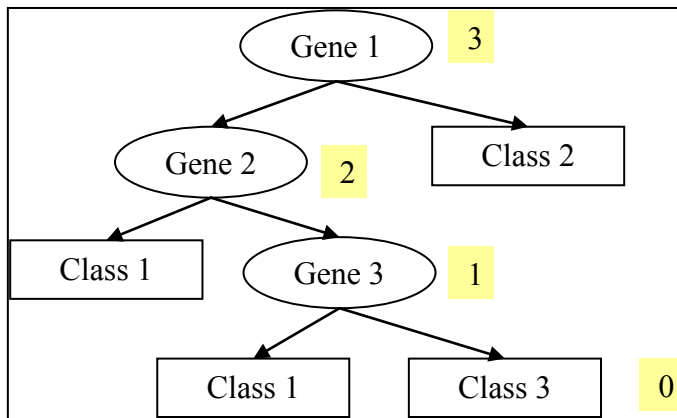 Gene 1
3
Gene 2
2
Class 2
Class 1
Gene 3
1
Class 1
Class 3
0